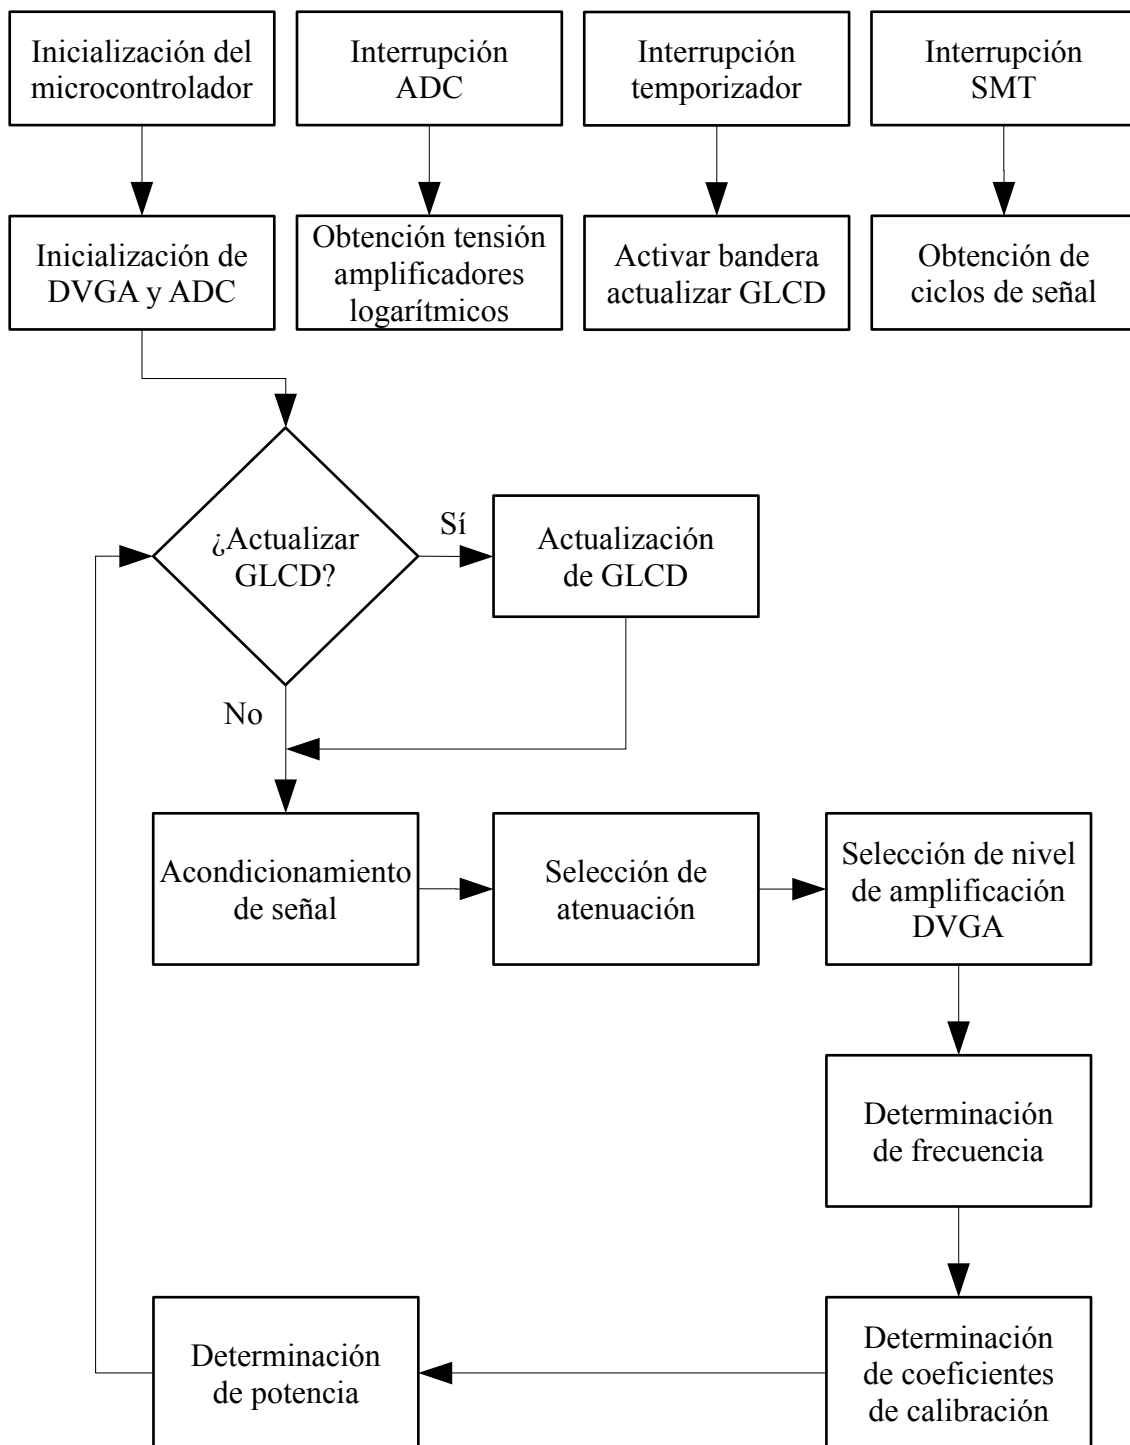 Inicialización del
microcontrolador
Interrupción
ADC
Interrupción
temporizador
Interrupción
SMT
Inicialización de
DVGA y ADC
Obtención tensión
amplificadores
logarítmicos
Activar bandera
actualizar GLCD
Obtención de
ciclos de señal
¿Actualizar
GLCD?
Sí
Actualización
de GLCD
No
Acondicionamiento
de señal
Selección de
atenuación
Selección de nivel
de amplificación
DVGA
Determinación
de frecuencia
Determinación
de potencia
Determinación
de coeficientes
de calibración